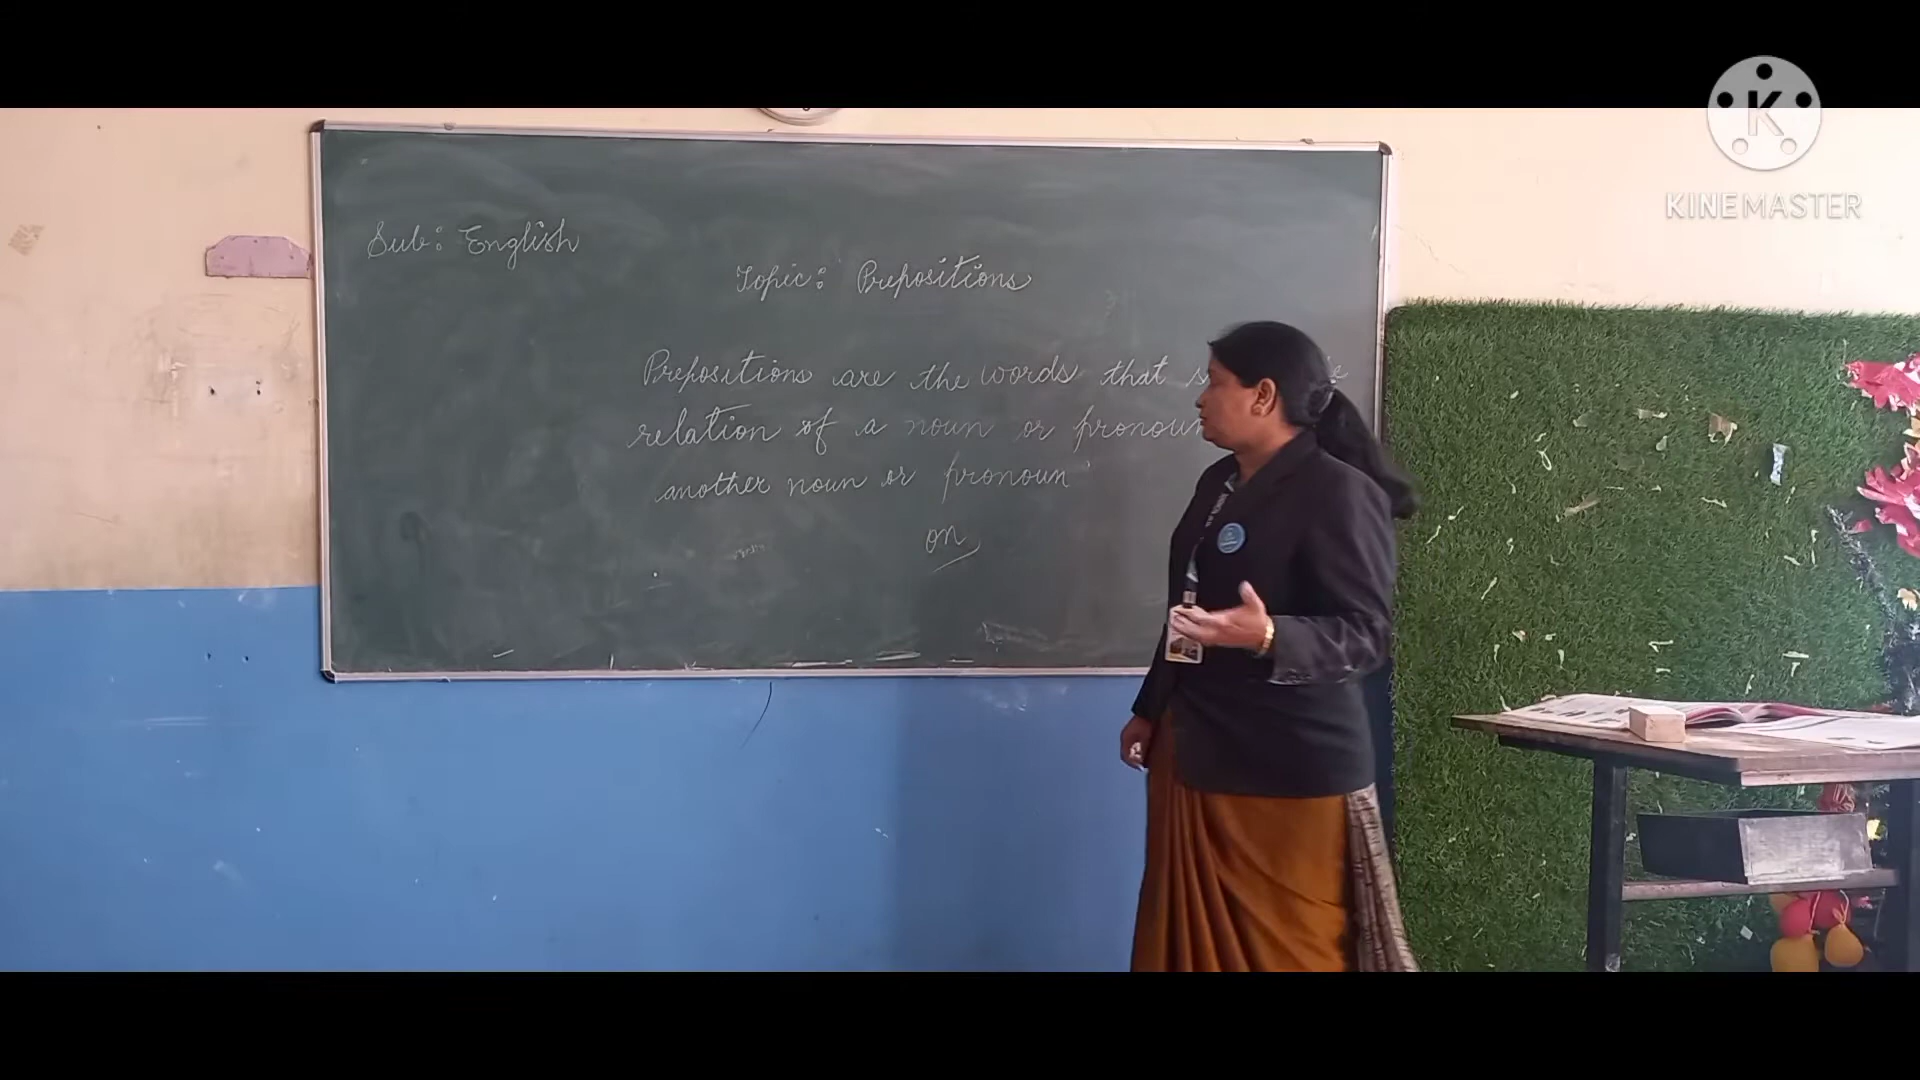 KINEMASTER
Sub: English
Topic: Prepositions
Prepositions are the words that
relation of a noun or pronoun
another noun or pronoun
on